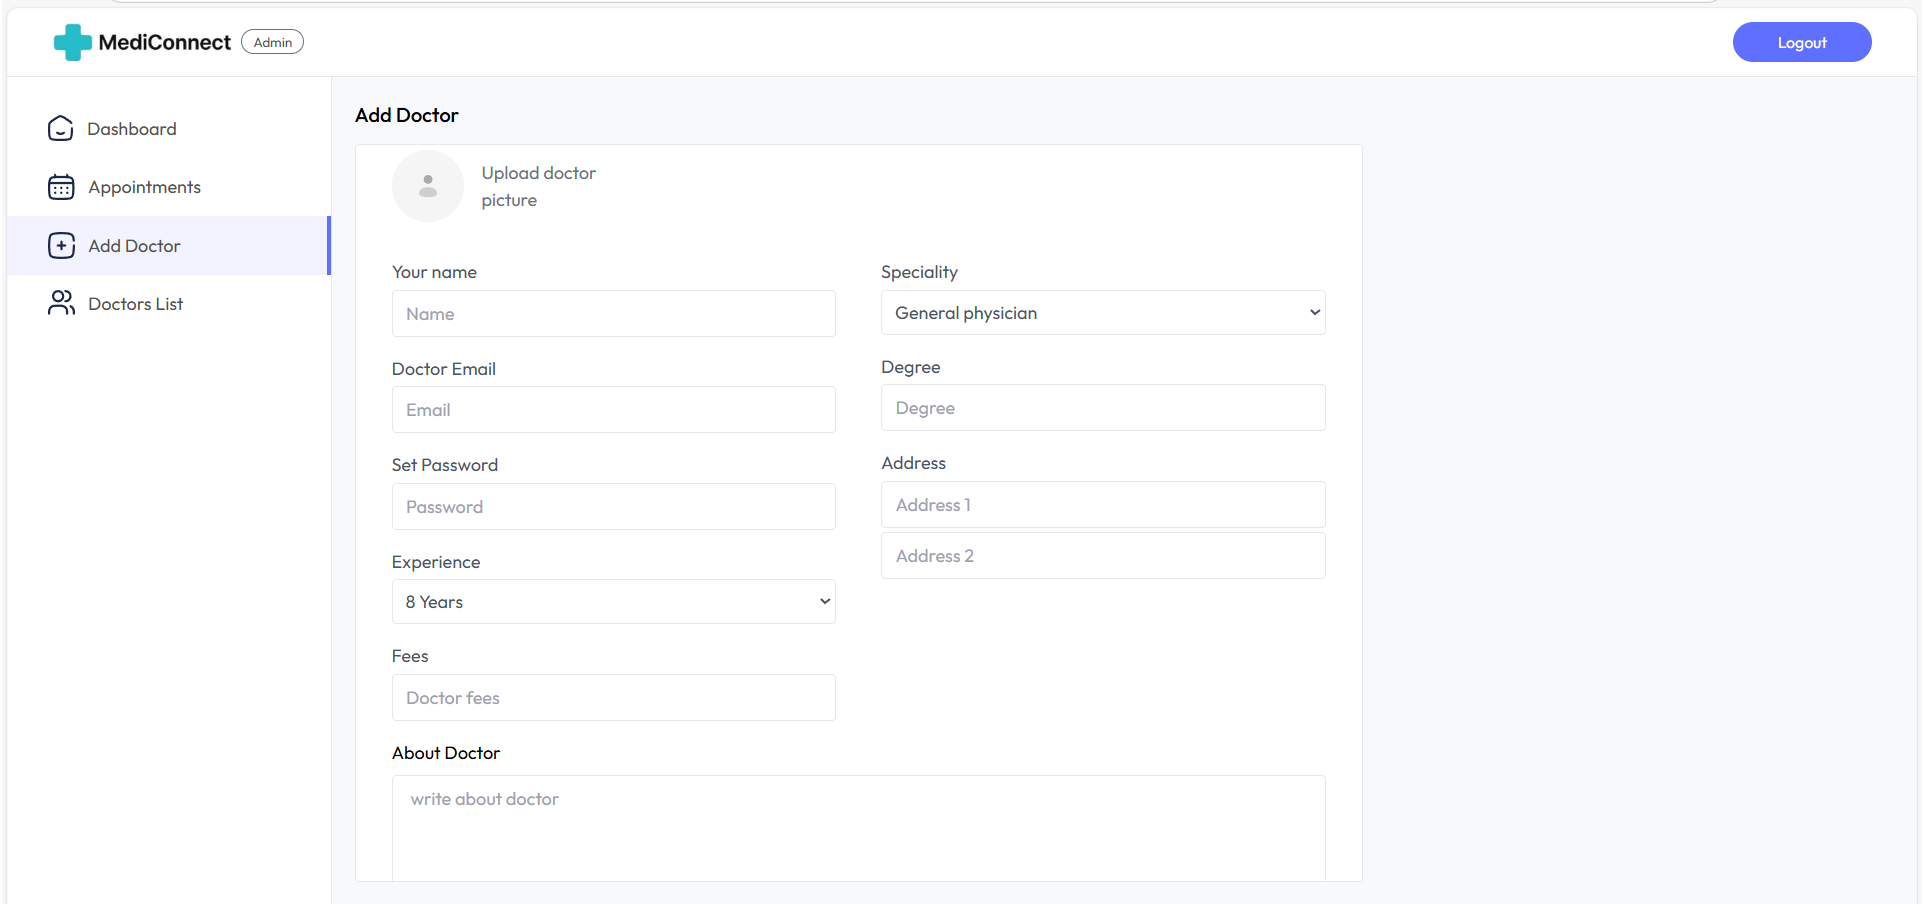 MediConnect
Admin
Logout
Dashboard
Appointments
Add Doctor
Doctors List
Add Doctor
Upload doctor
picture
Your name
Name
Doctor Email
Email
Set Password
Password
Experience
8 Years
Fees
Doctor fees
Speciality
General physician
Degree
Degree
Address
Address 1
Address 2
About Doctor
write about doctor